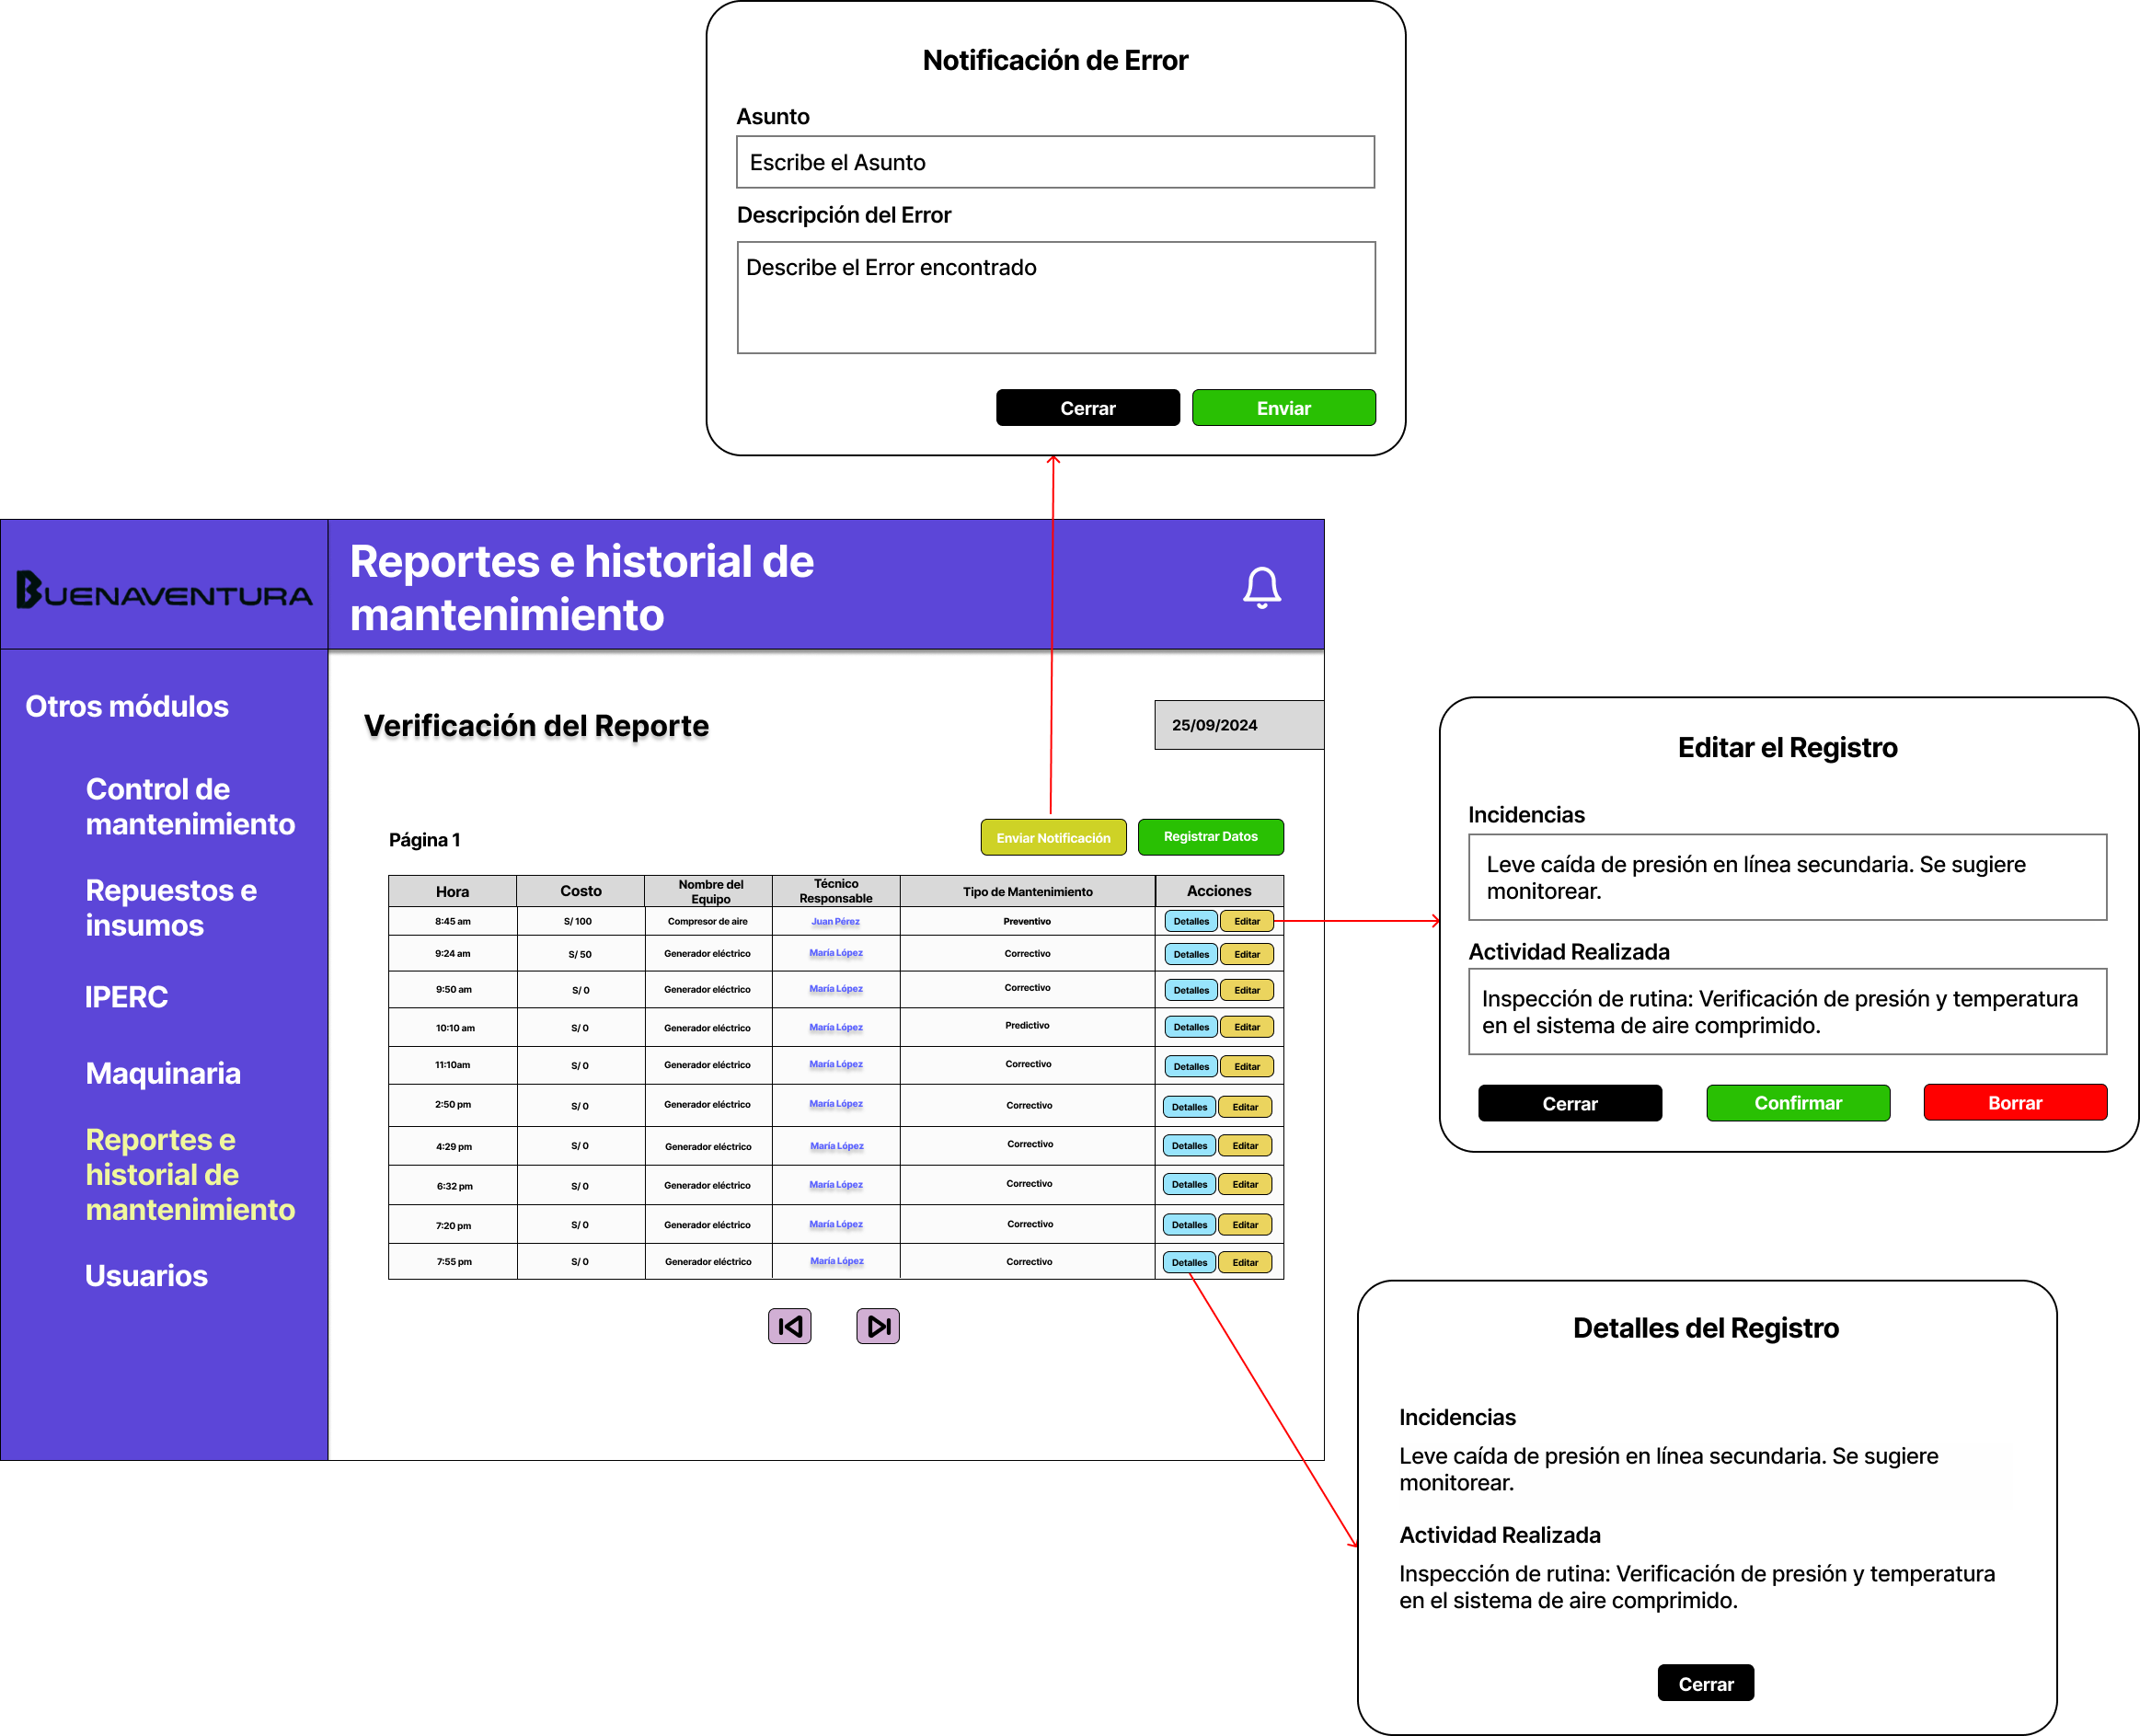 Notificación de Error
Asunto
Escribe el Asunto
Descripción del Error
Describe el Error encontrado
Cerrar
Enviar
BUENAVENTURA
Reportes e historial de
mantenimiento
Otros módulos
Control de
mantenimiento
Repuestos e
insumos
IPERC
Maquinaria
Reportes e
historial de
mantenimiento
Usuarios
Verificación del Reporte
25/09/2024
Página 1
Enviar Notificación
Registrar Datos
Hora Costo Nombre del Equipo Técnico Responsable Tipo de Mantenimiento Acciones
8:45 am S/ 100 Compresor de aire Juan Pérez Preventivo Detalles Editar
9:24 am S/ 50 Generador eléctrico María López Correctivo Detalles Editar
9:50 am S/ 0 Generador eléctrico María López Correctivo Detalles Editar
10:10 am S/ 0 Generador eléctrico María López Predictivo Detalles Editar
11:10am S/ 0 Generador eléctrico María López Correctivo Detalles Editar
2:50 pm S/ 0 Generador eléctrico María López Correctivo Detalles Editar
4:29 pm S/ 0 Generador eléctrico María López Correctivo Detalles Editar
6:32 pm S/ 0 Generador eléctrico María López Correctivo Detalles Editar
7:20 pm S/ 0 Generador eléctrico María López Correctivo Detalles Editar
7:55 pm S/ 0 Generador eléctrico María López Correctivo Detalles Editar
Editar el Registro
Incidencias
Leve caída de presión en línea secundaria. Se sugiere
monitorear.
Actividad Realizada
Inspección de rutina: Verificación de presión y temperatura
en el sistema de aire comprimido.
Cerrar
Confirmar
Borrar
Detalles del Registro
Incidencias
Leve caída de presión en línea secundaria. Se sugiere
monitorear.
Actividad Realizada
Inspección de rutina: Verificación de presión y temperatura
en el sistema de aire comprimido.
Cerrar